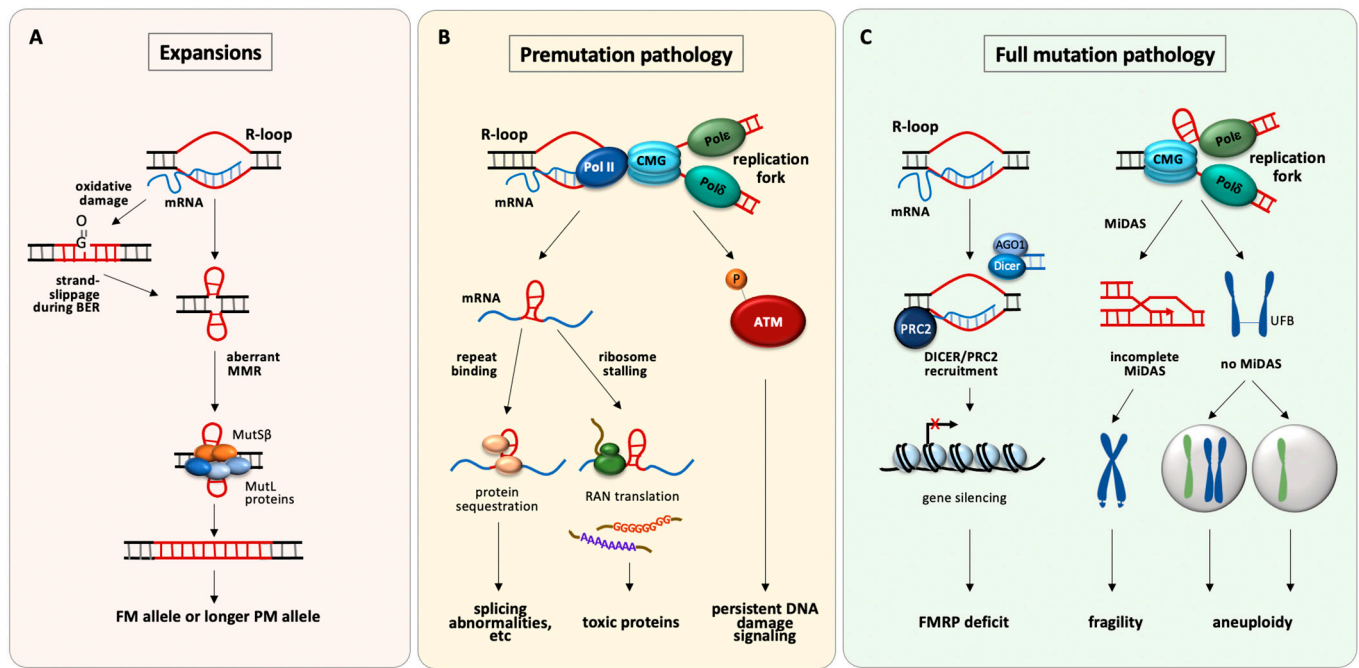 A
Expansions
R-loop
oxidative
damage
mRNA
O
G
strand-
slippage
during BER
aberrant
MMR
MutSβ
MutL
proteins
FM allele or longer PM allele
B
Premutation pathology
R-loop
Pol II
CMG
Polε
Polδ
replication
fork
mRNA
mRNA
P
ATM
repeat
binding
ribosome
stalling
protein
sequestration
RAN translation
GGGGGGGG
AAAAAAAA
splicing
abnormalities,
etc
toxic proteins
persistent DNA
damage
signaling
C
Full mutation pathology
R-loop
mRNA
CMG
Polε
Polδ
replication
fork
MiDAS
AGO1
Dicer
PRC2
UFB
DICER/PRC2
recruitment
incomplete
MiDAS
no MiDAS
X
gene silencing
FMRP deficit
fragility
aneuploidy